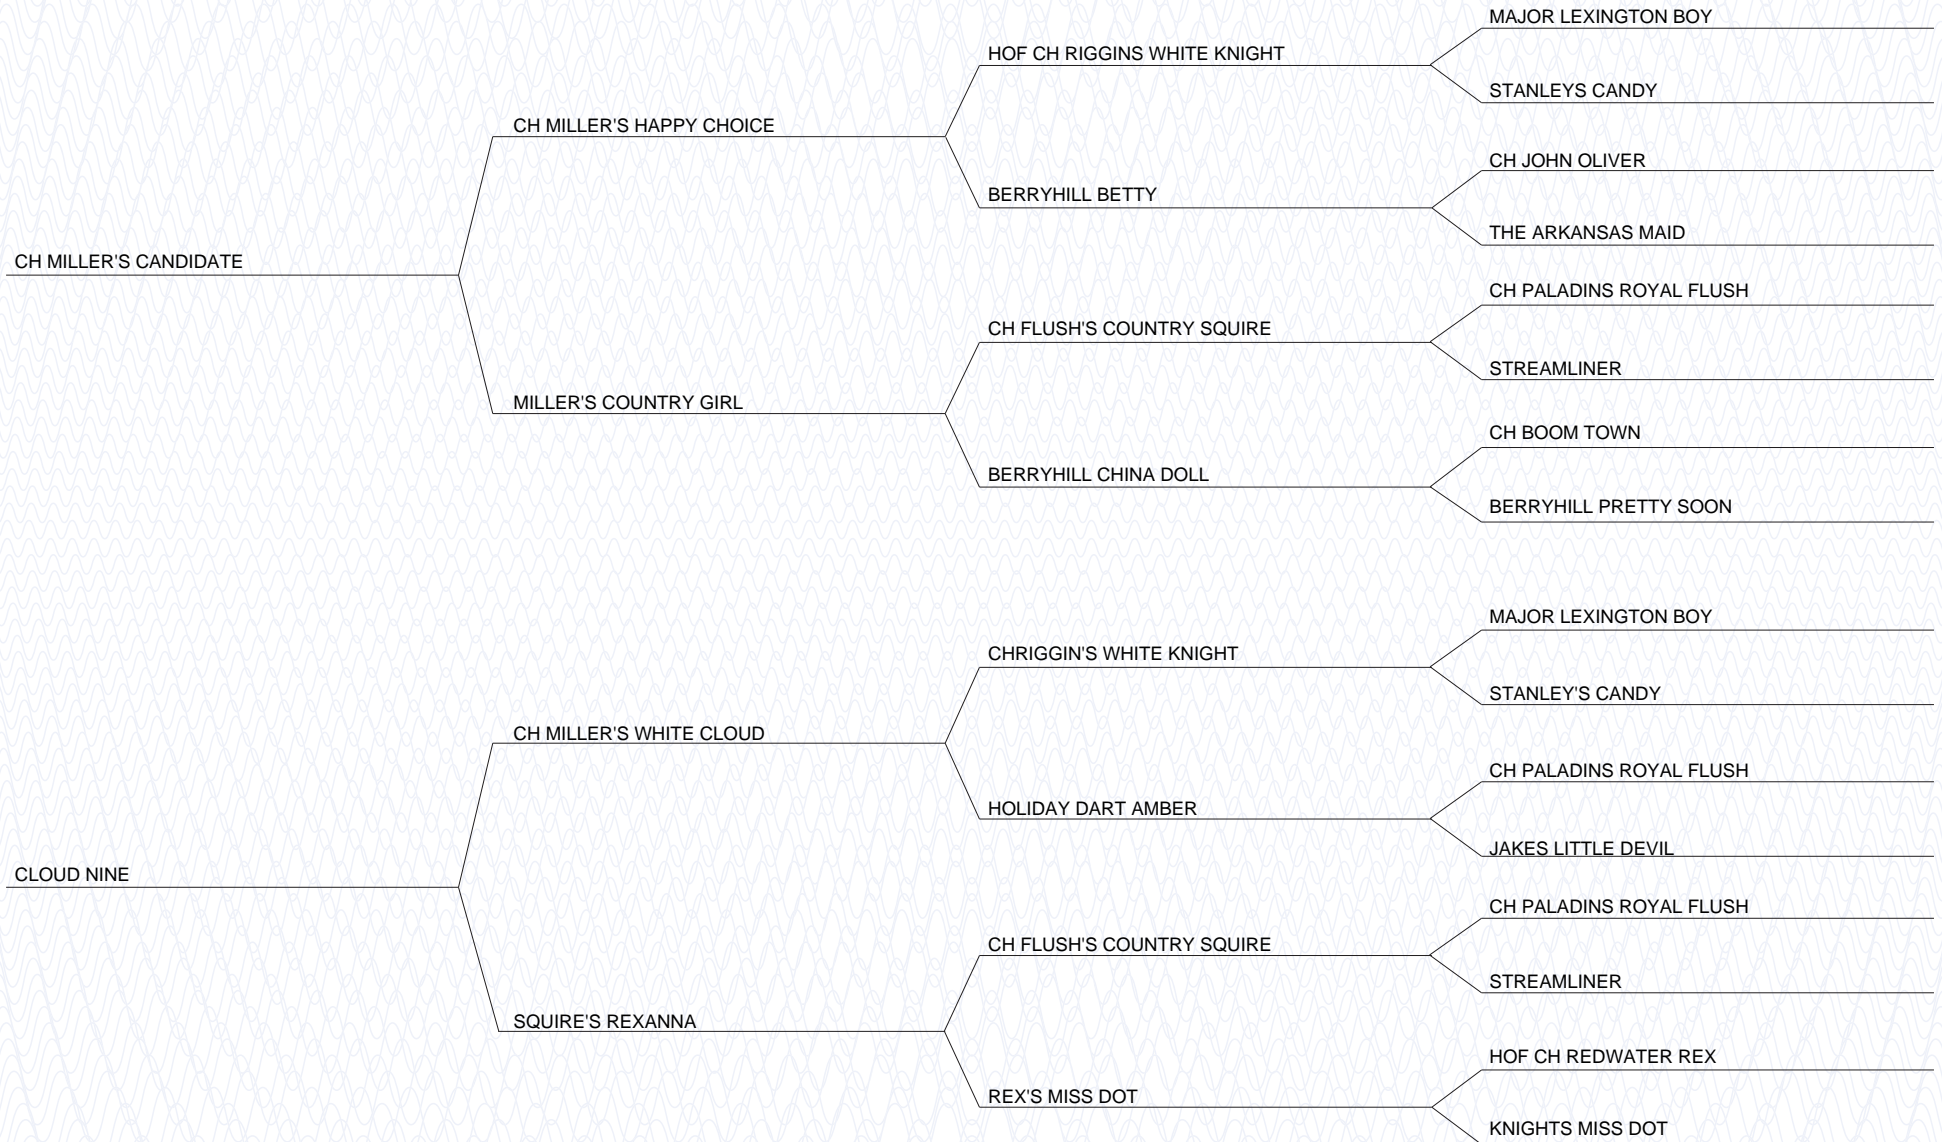 MAJOR LEXINGTON BOY
HOF CH RIGGINS WHITE KNIGHT
STANLEYS CANDY
CH MILLER'S HAPPY CHOICE
CH JOHN OLIVER
BERRYHILL BETTY
THE ARKANSAS MAID
CH MILLER'S CANDIDATE
CH PALADINS ROYAL FLUSH
CH FLUSH'S COUNTRY SQUIRE
STREAMLINER
MILLER'S COUNTRY GIRL
CH BOOM TOWN
BERRYHILL CHINA DOLL
BERRYHILL PRETTY SOON
MAJOR LEXINGTON BOY
CHRIGGIN'S WHITE KNIGHT
STANLEY'S CANDY
CH MILLER'S WHITE CLOUD
CH PALADINS ROYAL FLUSH
HOLIDAY DART AMBER
JAKES LITTLE DEVIL
CLOUD NINE
CH PALADINS ROYAL FLUSH
CH FLUSH'S COUNTRY SQUIRE
STREAMLINER
SQUIRE'S REXANNA
HOF CH REDWATER REX
REX'S MISS DOT
KNIGHTS MISS DOT